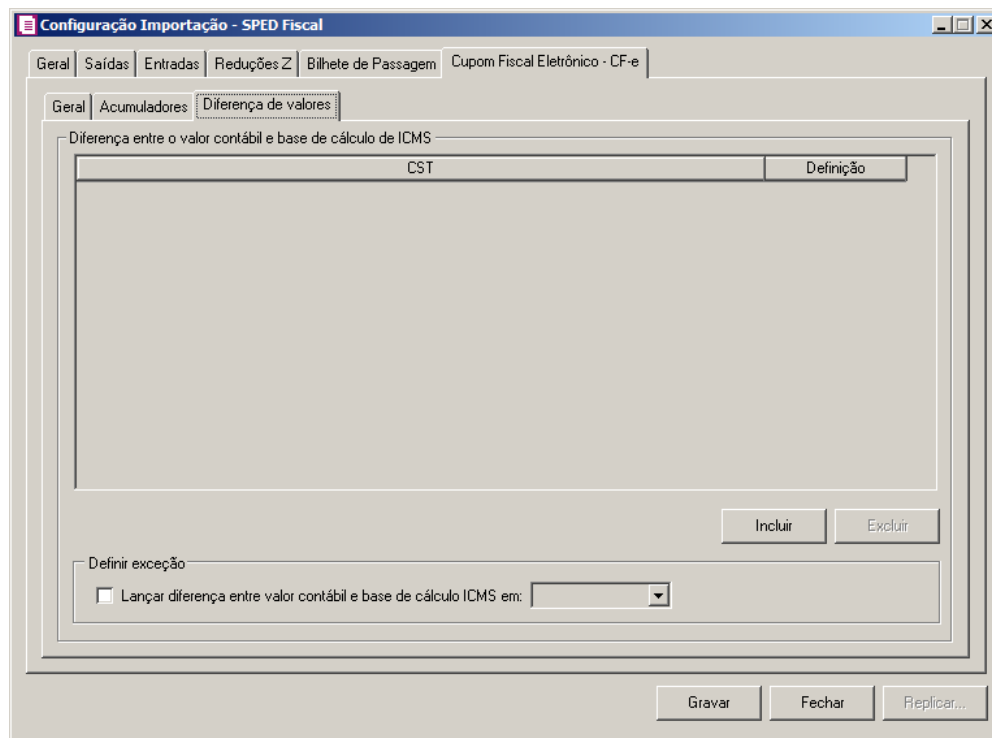 Configuração Importação - SPED Fiscal
Geral Saídas Entradas Reduções Z Bilhete de Passagem Cupom Fiscal Eletrônico - CF-e
Geral Acumuladores Diferença de valores
Diferença entre o valor contábil e base de cálculo de ICMS
CST Definição
Incluir Excluir
Definir exceção
Lançar diferença entre valor contábil e base de cálculo ICMS em:
Gravar Fechar Replicar...